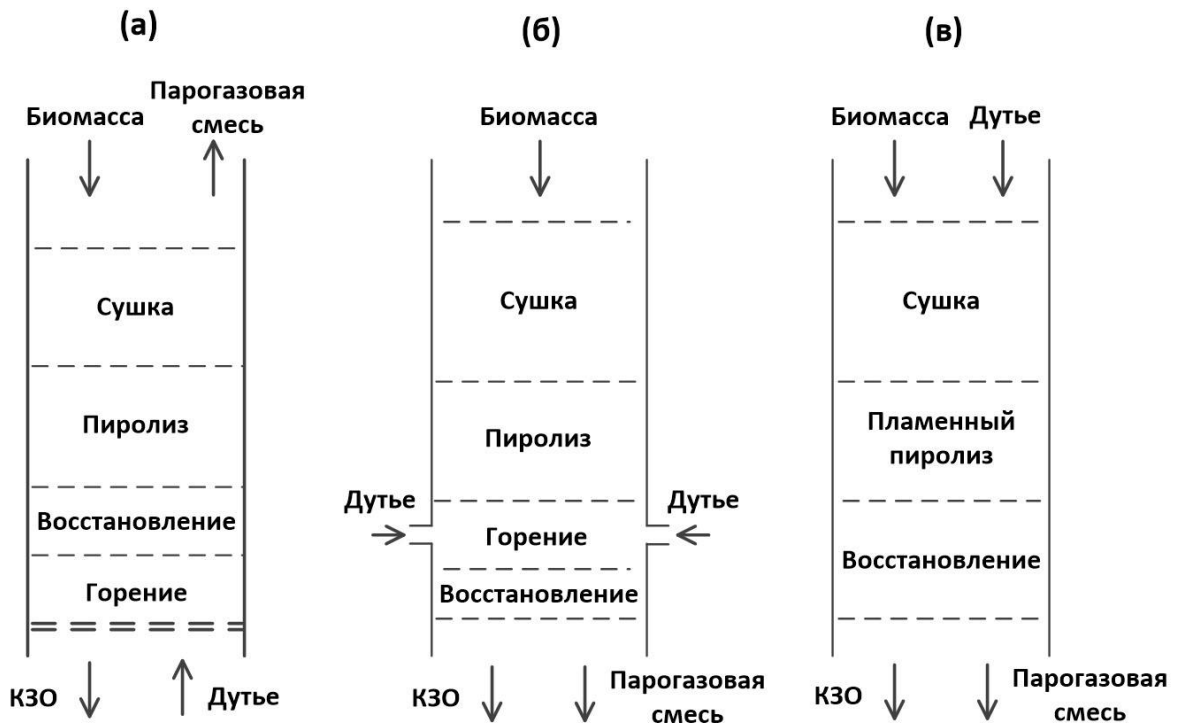 (а)
Биомасса
Парогазовая
смесь
Сушка
Пиролиз
Восстановление
Горение
КЗО
Дутье
(б)
Биомасса
Сушка
Пиролиз
Дутье
Дутье
Горение
Восстановление
КЗО
Парогазовая
смесь
(в)
Биомасса
Дутье
Сушка
Пламенный
пиролиз
Восстановление
КЗО
Парогазовая
смесь